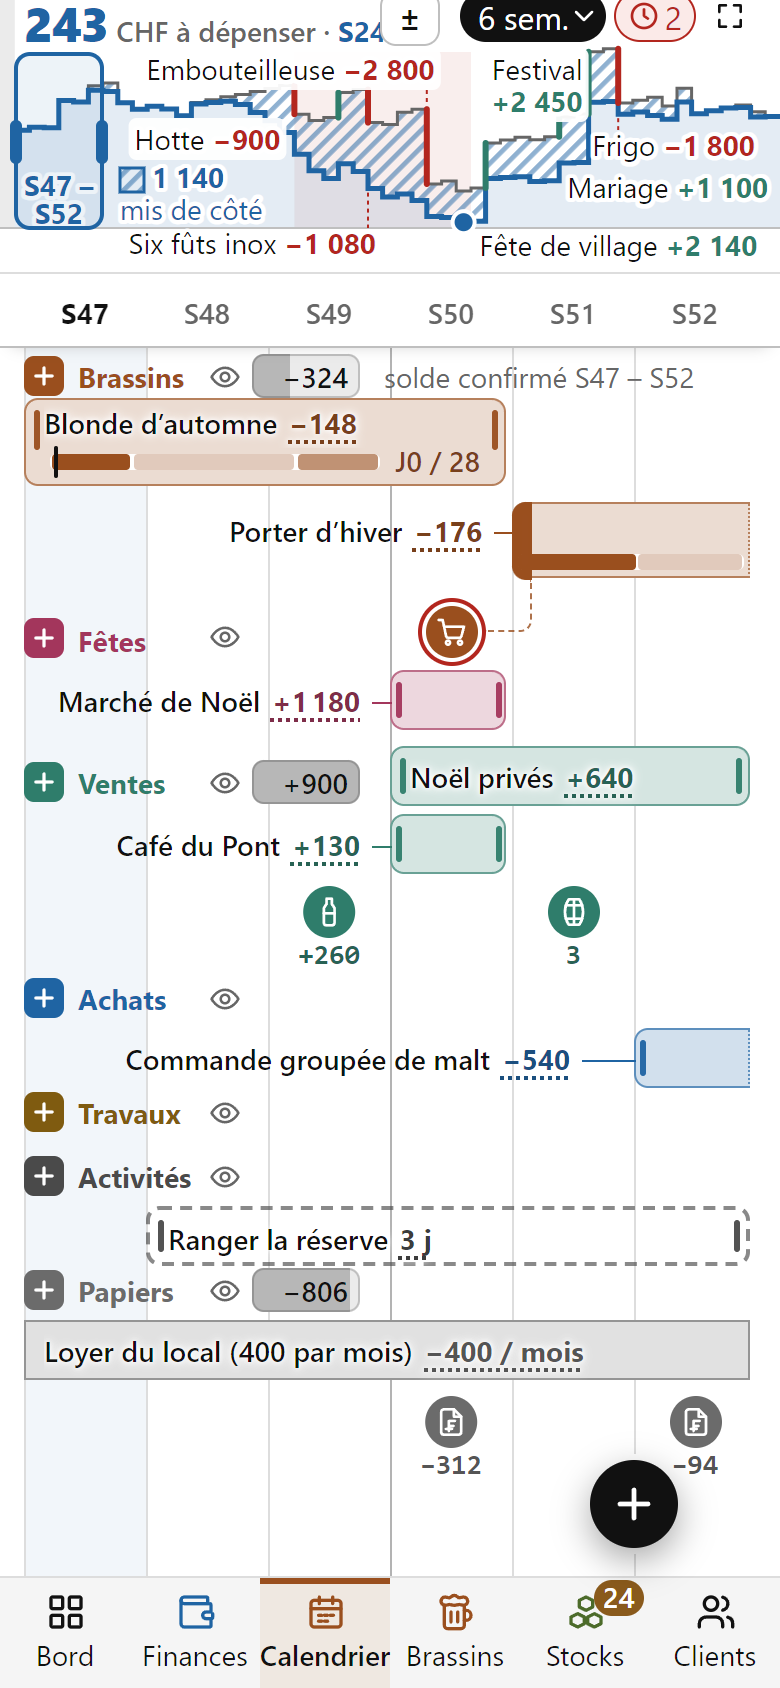 243 CHF à dépenser · S24
±
6 sem.
2
Embouteilleuse −2 800
Festival
+2 450
Hotte −900
Frigo −1 800
S47 –
S52
1 140
mis de côté
Mariage +1 100
Six fûts inox −1 080
Fête de village +2 140
S47 S48 S49 S50 S51 S52
Brassins −324 solde confirmé S47 – S52
Blonde d’automne −148
J0 / 28
Porter d’hiver −176
Fêtes
Marché de Noël +1 180
Ventes +900
Noël privés +640
Café du Pont +130
+260 3
Achats
Commande groupée de malt −540
Travaux
Activités
Ranger la réserve 3 j
Papiers −806
Loyer du local (400 par mois) −400 / mois
−312 −94
24
Bord Finances Calendrier Brassins Stocks Clients